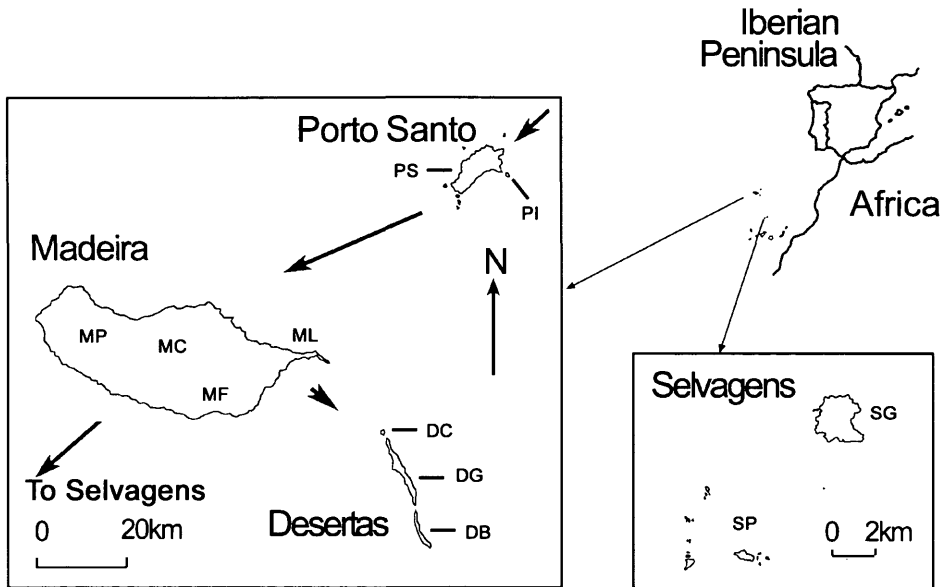 Iberian
Peninsula
Africa
Porto Santo
PS
PI
Madeira
N
MP
MC
ML
MF
DC
DG
DB
To Selvagens
0 20km
Desertas
Selvagens
SG
SP
0 2km